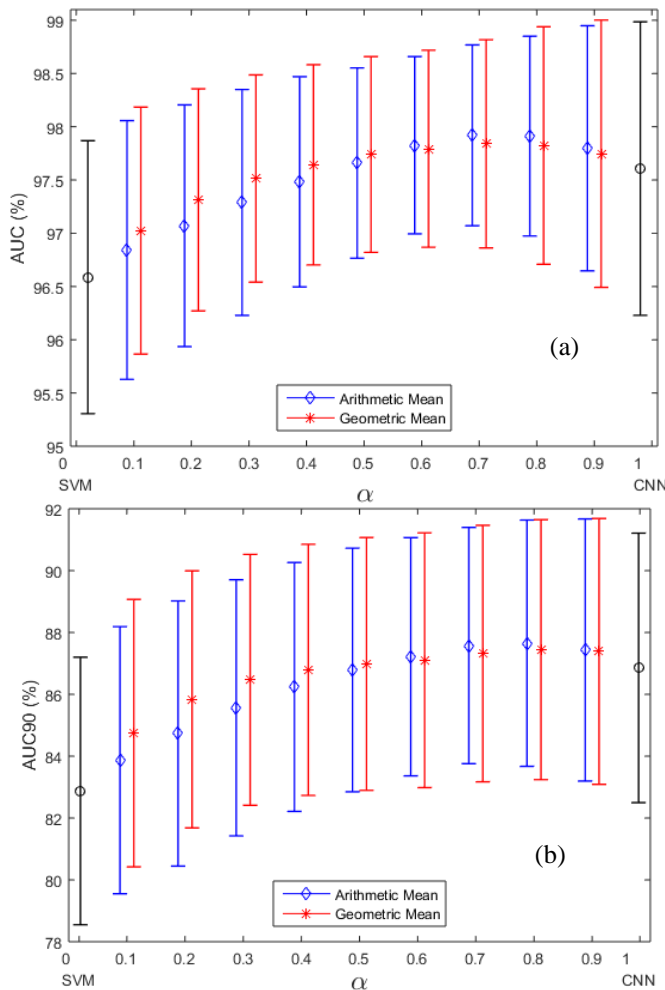 99
98.5
98
97.5
97
96.5
96
95.5
95
AUC (%)
(a)
Arithmetic Mean
Geometric Mean
0 0.1 0.2 0.3 0.4 0.5 0.6 0.7 0.8 0.9 1
SVM α CNN
92
90
88
86
84
82
80
78
AUC90 (%)
(b)
Arithmetic Mean
Geometric Mean
0 0.1 0.2 0.3 0.4 0.5 0.6 0.7 0.8 0.9 1
SVM α CNN